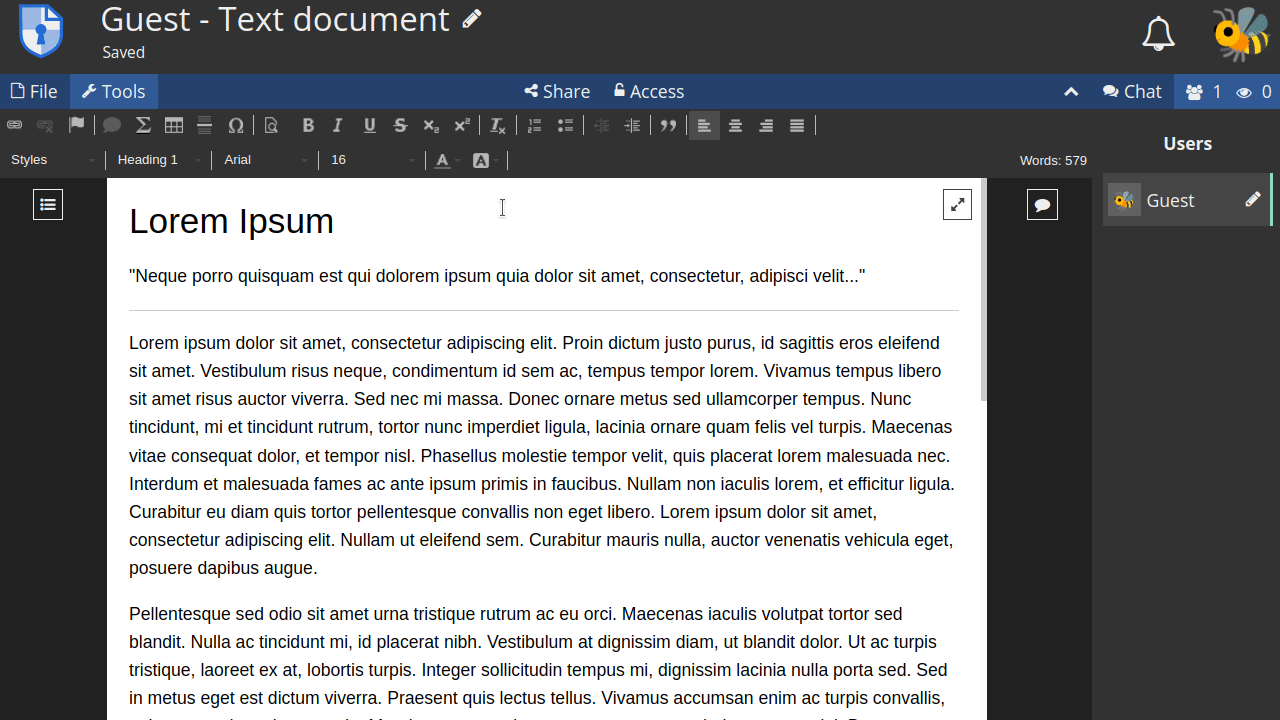 Guest - Text document
Saved
File Tools Share Access Chat 1 0
Styles Heading 1 Arial 16 Words: 579
Users
Guest
Lorem Ipsum
"Neque porro quisquam est qui dolorem ipsum quia dolor sit amet, consectetur, adipisci velit..."
Lorem ipsum dolor sit amet, consectetur adipiscing elit. Proin dictum justo purus, id sagittis eros eleifend
sit amet. Vestibulum risus neque, condimentum id sem ac, tempus tempor lorem. Vivamus tempus libero
sit amet risus auctor viverra. Sed nec mi massa. Donec ornare metus sed ullamcorper tempus. Nunc
tincidunt, mi et tincidunt rutrum, tortor nunc imperdiet ligula, lacinia ornare quam felis vel turpis. Maecenas
vitae consequat dolor, et tempor nisl. Phasellus molestie tempor velit, quis placerat lorem malesuada nec.
Interdum et malesuada fames ac ante ipsum primis in faucibus. Nullam non iaculis lorem, et efficitur ligula.
Curabitur eu diam quis tortor pellentesque convallis non eget libero. Lorem ipsum dolor sit amet,
consectetur adipiscing elit. Nullam ut eleifend sem. Curabitur mauris nulla, auctor venenatis vehicula eget,
posuere dapibus augue.
Pellentesque sed odio sit amet urna tristique rutrum ac eu orci. Maecenas iaculis volutpat tortor sed
blandit. Nulla ac tincidunt mi, id placerat nibh. Vestibulum at dignissim diam, ut blandit dolor. Ut ac turpis
tristique, laoreet ex at, lobortis turpis. Integer sollicitudin tempus mi, dignissim lacinia nulla porta sed. Sed
in metus eget est dictum viverra. Praesent quis lectus tellus. Vivamus accumsan enim ac turpis convallis,